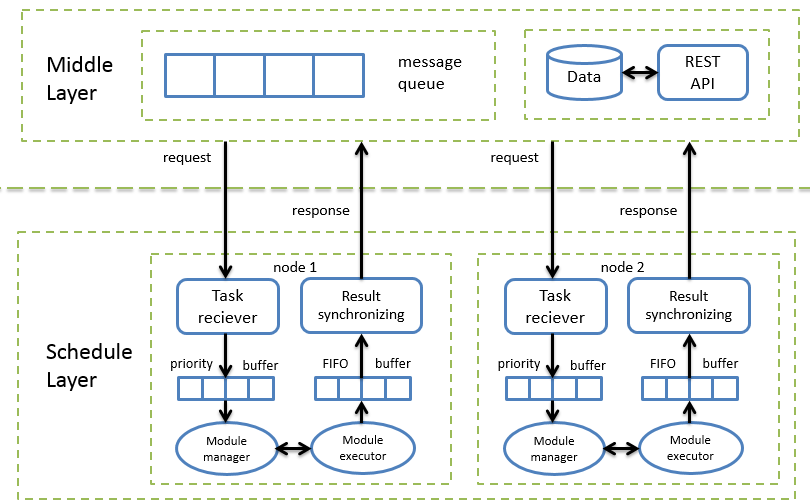 Middle
Layer
message
queue
Data
REST
API
request
response
request
response
Schedule
Layer
node 1
Task
reciever
Result
synchronizing
priority
buffer
FIFO
buffer
Module
manager
Module
executor
node 2
Task
reciever
Result
synchronizing
priority
buffer
FIFO
buffer
Module
manager
Module
executor